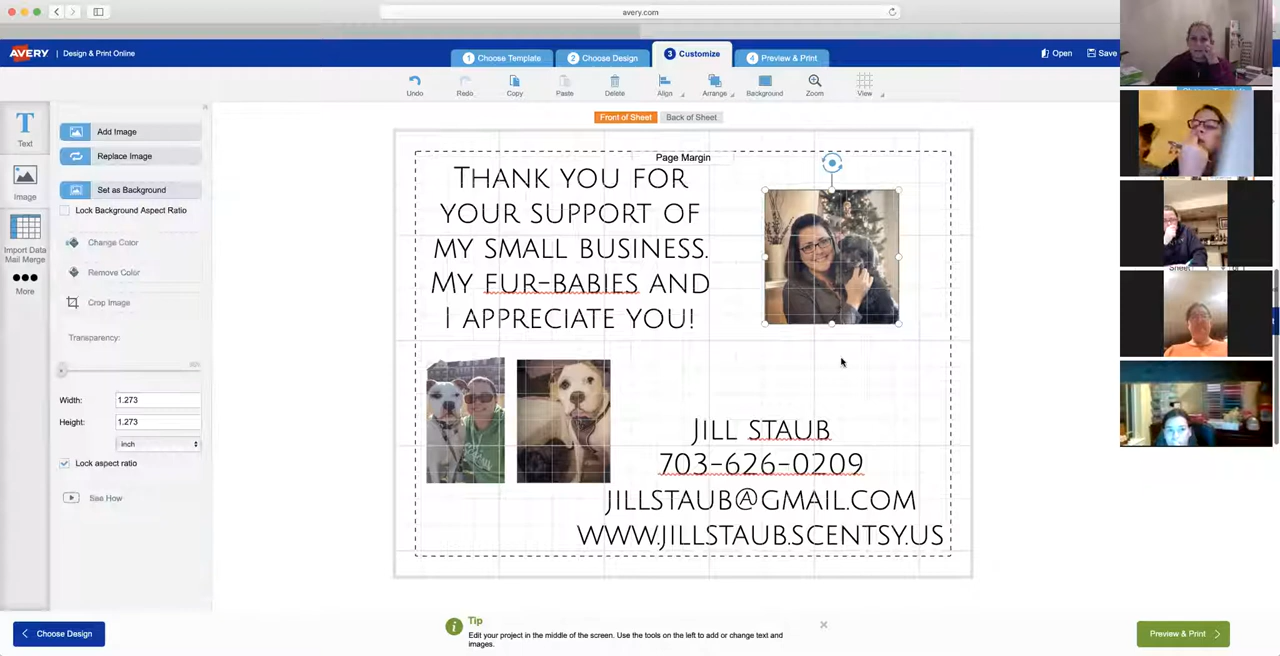 avery.com
AVERY | Design & Print Online
1 Choose Template
2 Choose Design
3 Customize
4 Preview & Print
Open
Save
Undo
Redo
Copy
Paste
Delete
Align
Arrange
Background
Zoom
View
Text
Image
Import Data
Mail Merge
More
Add Image
Replace Image
Set as Background
Lock Background Aspect Ratio
Change Color
Remove Color
Crop Image
Transparency:
Width: 1.273
Height: 1.273
inch
Lock aspect ratio
See How
Front of Sheet
Back of Sheet
Page Margin
THANK YOU FOR
YOUR SUPPORT OF
MY SMALL BUSINESS.
MY FUR-BABIES AND
I APPRECIATE YOU!
JILL STAUB
703-626-0209
JILLSTAUB@GMAIL.COM
WWW.JILLSTAUB.SCENTSY.US
Choose Design
Tip
Edit your project in the middle of the screen. Use the tools on the left to add or change text and
images.
Preview & Print